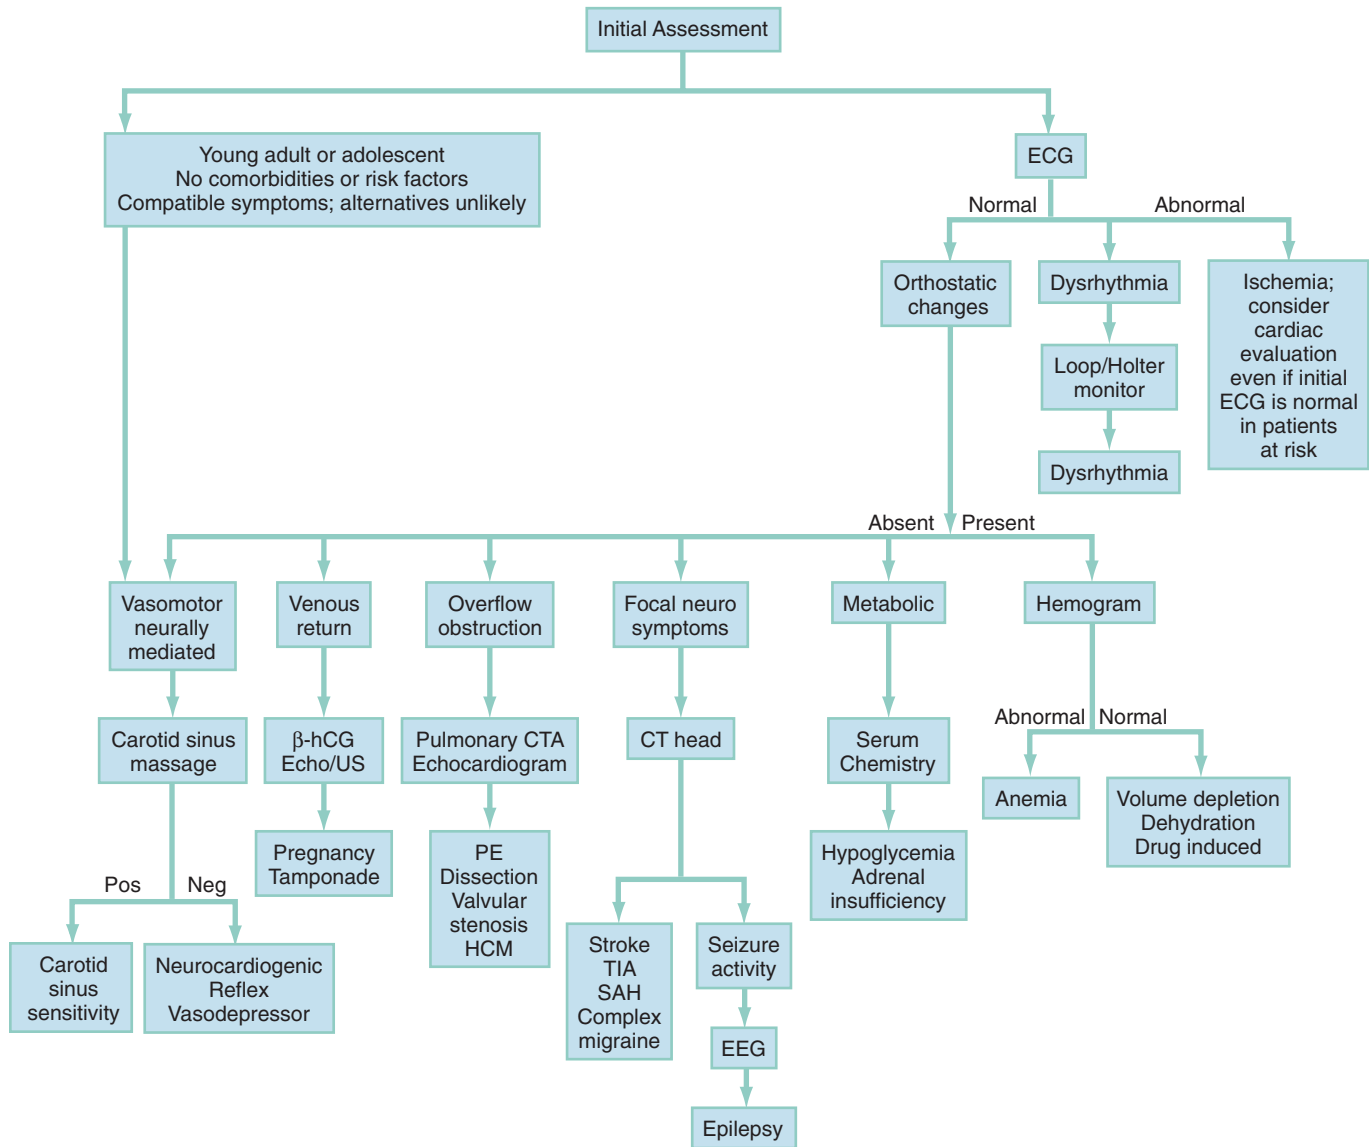 Initial Assessment
Young adult or adolescent
No comorbidities or risk factors
Compatible symptoms; alternatives unlikely
ECG
Normal
Abnormal
Orthostatic
changes
Dysrhythmia
Loop/Holter
monitor
Dysrhythmia
Ischemia;
consider
cardiac
evaluation
even if initial
ECG is normal
in patients
at risk
Absent
Present
Vasomotor
neurally
mediated
Venous
return
Overflow
obstruction
Focal neuro
symptoms
Metabolic
Hemogram
Carotid sinus
massage
β-hCG
Echo/US
Pulmonary CTA
Echocardiogram
CT head
Serum
Chemistry
Abnormal
Normal
Anemia
Volume depletion
Dehydration
Drug induced
Pregnancy
Tamponade
PE
Dissection
Valvular
stenosis
HCM
Hypoglycemia
Adrenal
insufficiency
Pos
Neg
Carotid
sinus
sensitivity
Neurocardiogenic
Reflex
Vasodepressor
Stroke
TIA
SAH
Complex
migraine
Seizure
activity
EEG
Epilepsy